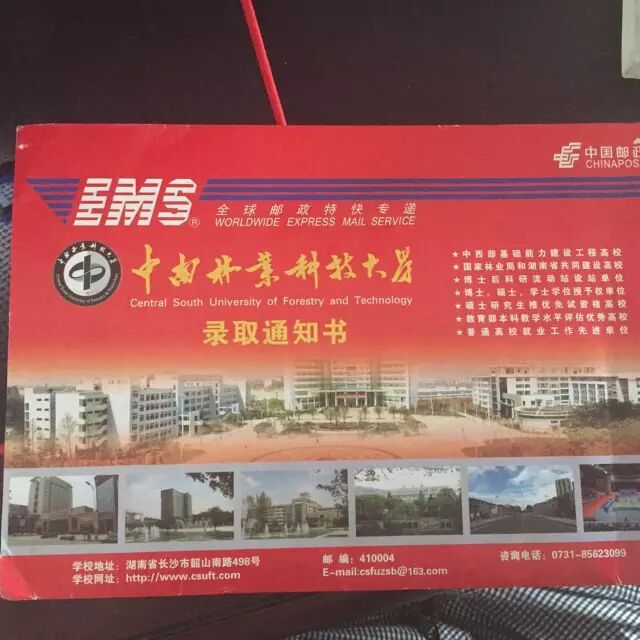 中国邮政
CHINAPOST
EMS®
全球邮政特快专递
WORLDWIDE EXPRESS MAIL SERVICE
中南林业科技大学
Central South University of Forestry and Technology
录取通知书
★中西部基础能力建设工程高校
★国家林业局和湖南省共同建设高校
★博士后科研流动站设站单位
★博士、硕士、学士学位授予权单位
★硕士研究生推优免试资格高校
★教育部本科教学水平评估优秀高校
★普通高校就业工作先进单位
学校地址：湖南省长沙市韶山南路498号
邮 编：410004
咨询电话：0731-85623099
学校网址：http://www.csuft.com
E-mail:csfuzsb@163.com